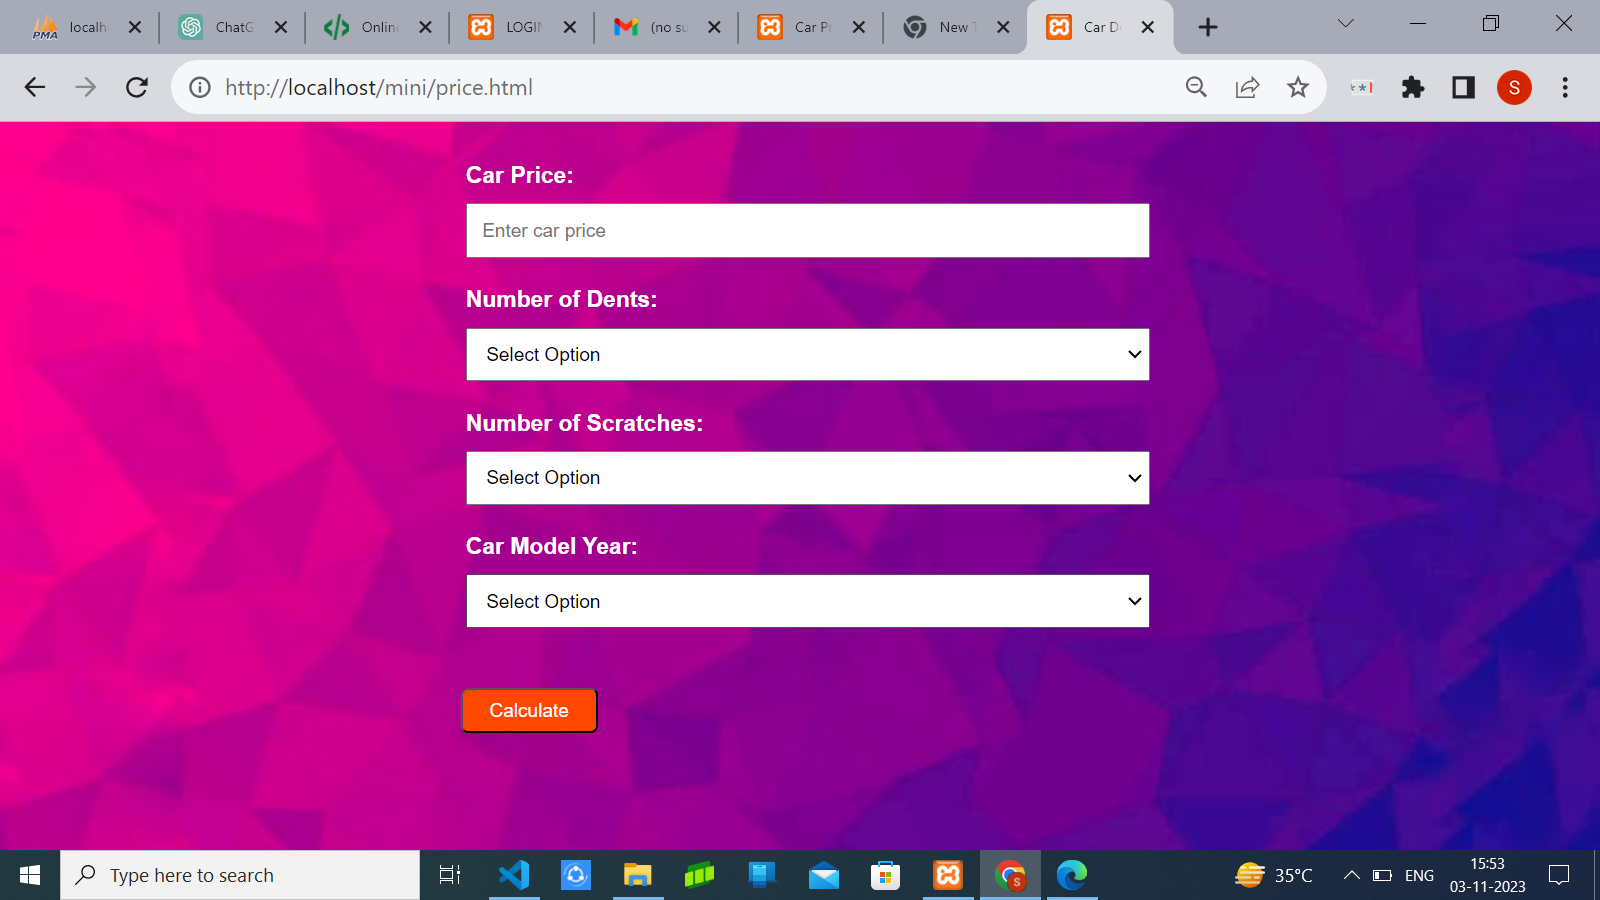 PMA localh ChatG Online LOGIN (no su Car Pr New T Car De
http://localhost/mini/price.html
S
Car Price:
Enter car price
Number of Dents:
Select Option
Number of Scratches:
Select Option
Car Model Year:
Select Option
Calculate
Type here to search
S
35°C
ENG
15:53
03-11-2023